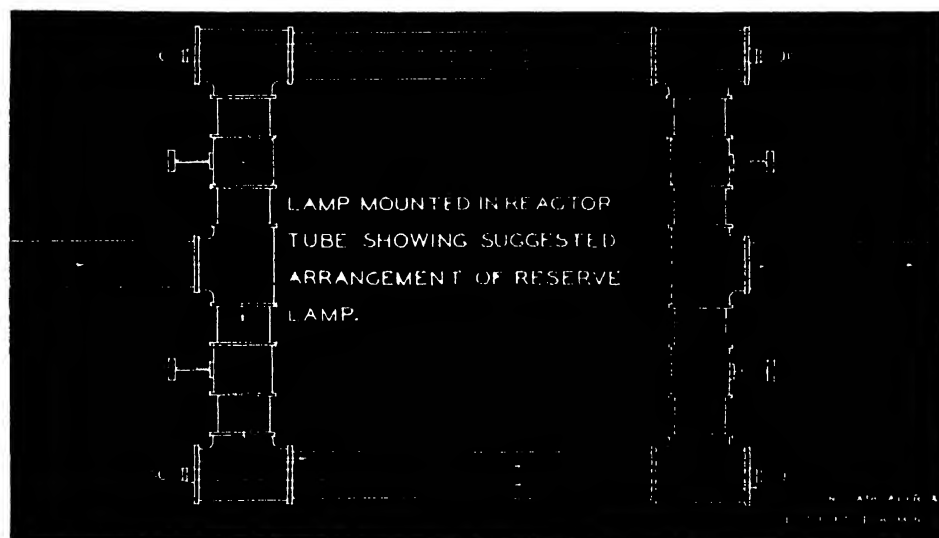 LAMP MOUNTED IN REACTOR
TUBE SHOWING SUGGESTED
ARRANGEMENT OF RESERVE
LAMP.